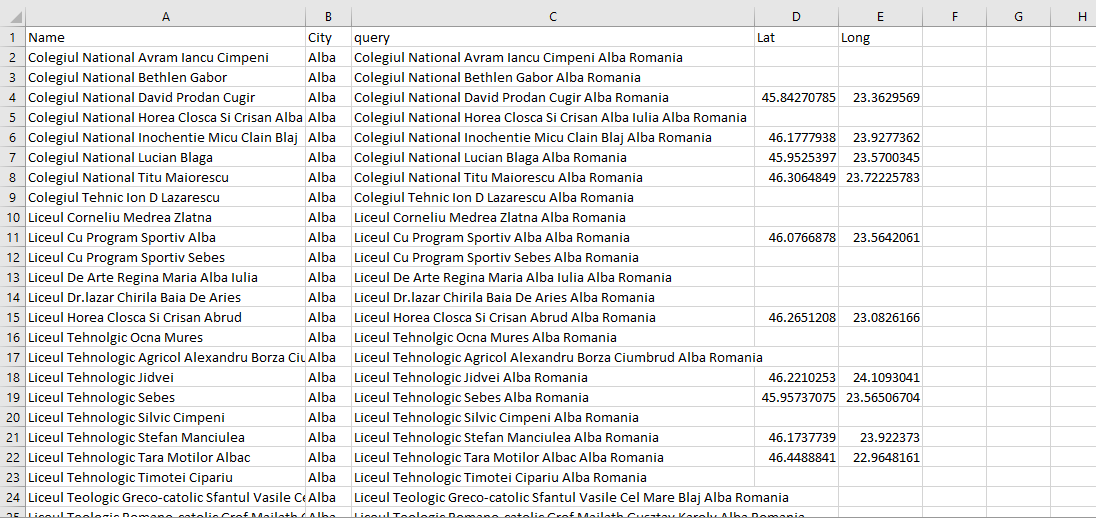 A B C D E F G H
1 Name City query Lat Long
2 Colegiul National Avram Iancu Cimpeni Alba Colegiul National Avram Iancu Cimpeni Alba Romania
3 Colegiul National Bethlen Gabor Alba Colegiul National Bethlen Gabor Alba Romania
4 Colegiul National David Prodan Cugir Alba Colegiul National David Prodan Cugir Alba Romania 45.84270785 23.3629569
5 Colegiul National Horea Closca Si Crisan Alba Alba Colegiul National Horea Closca Si Crisan Alba Iulia Alba Romania
6 Colegiul National Inochentie Micu Clain Blaj Alba Colegiul National Inochentie Micu Clain Blaj Alba Romania 46.1777938 23.9277362
7 Colegiul National Lucian Blaga Alba Colegiul National Lucian Blaga Alba Romania 45.9525397 23.5700345
8 Colegiul National Titu Maiorescu Alba Colegiul National Titu Maiorescu Alba Romania 46.3064849 23.72225783
9 Colegiul Tehnic Ion D Lazarescu Alba Colegiul Tehnic Ion D Lazarescu Alba Romania
10 Liceul Corneliu Medrea Zlatna Alba Liceul Corneliu Medrea Zlatna Alba Romania
11 Liceul Cu Program Sportiv Alba Alba Liceul Cu Program Sportiv Alba Alba Romania 46.0766878 23.5642061
12 Liceul Cu Program Sportiv Sebes Alba Liceul Cu Program Sportiv Sebes Alba Romania
13 Liceul De Arte Regina Maria Alba Iulia Alba Liceul De Arte Regina Maria Alba Iulia Alba Romania
14 Liceul Dr.lazar Chirila Baia De Aries Alba Liceul Dr.lazar Chirila Baia De Aries Alba Romania
15 Liceul Horea Closca Si Crisan Abrud Alba Liceul Horea Closca Si Crisan Abrud Alba Romania 46.2651208 23.0826166
16 Liceul Tehnolgic Ocna Mures Alba Liceul Tehnolgic Ocna Mures Alba Romania
17 Liceul Tehnologic Agricol Alexandru Borza Ciu Alba Liceul Tehnologic Agricol Alexandru Borza Ciumbrud Alba Romania
18 Liceul Tehnologic Jidvei Alba Liceul Tehnologic Jidvei Alba Romania 46.2210253 24.1093041
19 Liceul Tehnologic Sebes Alba Liceul Tehnologic Sebes Alba Romania 45.95737075 23.56506704
20 Liceul Tehnologic Silvic Cimpeni Alba Liceul Tehnologic Silvic Cimpeni Alba Romania
21 Liceul Tehnologic Stefan Manciulea Alba Liceul Tehnologic Stefan Manciulea Alba Romania 46.1737739 23.922373
22 Liceul Tehnologic Tara Motilor Albac Alba Liceul Tehnologic Tara Motilor Albac Alba Romania 46.4488841 22.9648161
23 Liceul Tehnologic Timotei Cipariu Alba Liceul Tehnologic Timotei Cipariu Alba Romania
24 Liceul Teologic Greco-catolic Sfantul Vasile Ce Alba Liceul Teologic Greco-catolic Sfantul Vasile Cel Mare Blaj Alba Romania
25 Liceul Teologic Romano-catolic Grof Majlath Alba Liceul Teologic Romano-catolic Grof Majlath Gusztav Karoly Alba Romania